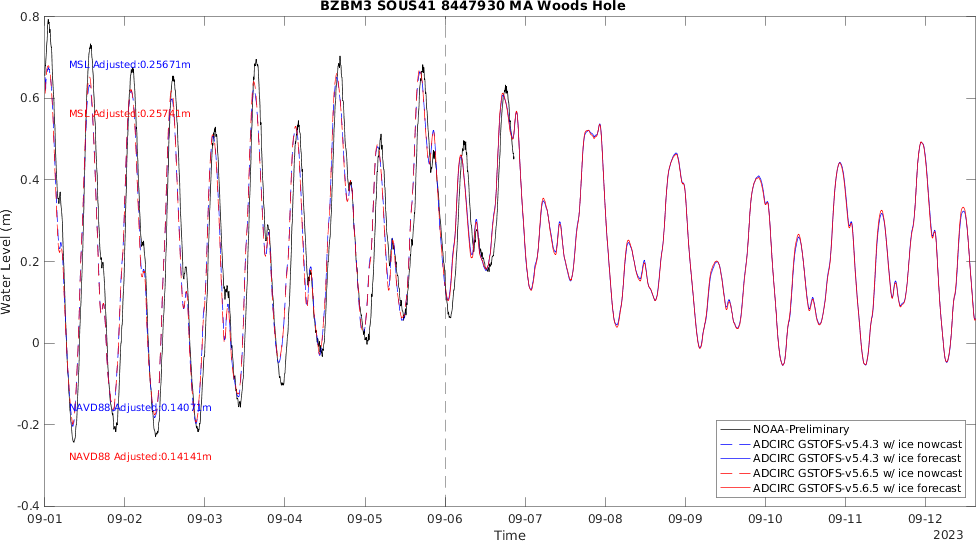 BZBM3 SOUS41 8447930 MA Woods Hole
0.8
0.6
0.4
0.2
0
-0.2
-0.4
Water Level (m)
MSL Adjusted:0.25671m
MSL Adjusted:0.25741m
NAVD88 Adjusted:0.14071m
NAVD88 Adjusted:0.14141m
NOAA-Preliminary
ADCIRC GSTOFS-v5.4.3 w/ ice nowcast
ADCIRC GSTOFS-v5.4.3 w/ ice forecast
ADCIRC GSTOFS-v5.6.5 w/ ice nowcast
ADCIRC GSTOFS-v5.6.5 w/ ice forecast
09-01 09-02 09-03 09-04 09-05 09-06 09-07 09-08 09-09 09-10 09-11 09-12
Time
2023